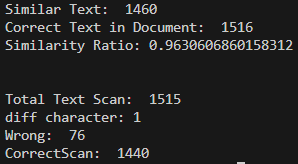 Similar Text:  1460
Correct Text in Document:  1516
Similarity Ratio: 0.9630606860158312
Total Text Scan:  1515
diff character: 1
Wrong:  76
CorrectScan:  1440